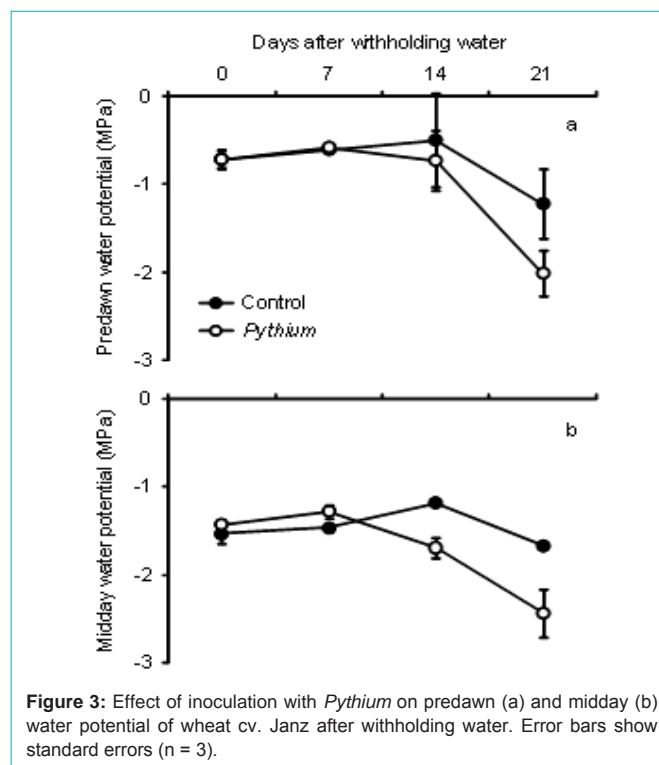 Days after withholding water
0 7 14 21
0
-1
-2
-3
Predawn water potential (MPa)
a
Control
Pythium
0
-1
-2
-3
Midday water potential (MPa)
b
Figure 3: Effect of inoculation with Pythium on predawn (a) and midday (b)
water potential of wheat cv. Janz after withholding water. Error bars show
standard errors (n = 3).